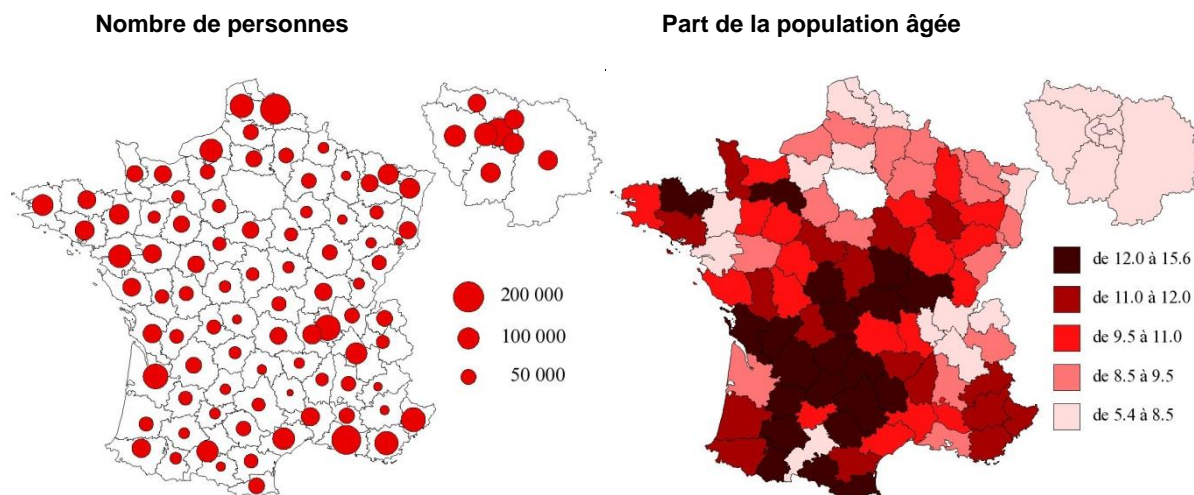 Nombre de personnes
Part de la population âgée
200 000
100 000
50 000
de 12.0 à 15.6
de 11.0 à 12.0
de 9.5 à 11.0
de 8.5 à 9.5
de 5.4 à 8.5